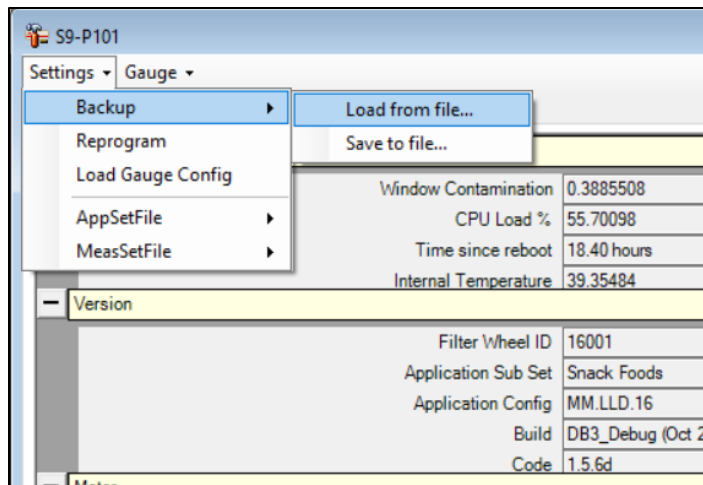 S9-P101
Settings Gauge
Backup
Load from file...
Reprogram
Save to file...
Load Gauge Config
AppSetFile
MeasSetFile
Window Contamination 0.3885508
CPU Load % 55.70098
Time since reboot 18.40 hours
Internal Temperature 39.35484
Version
Filter Wheel ID 16001
Application Sub Set Snack Foods
Application Config MM.LLD.16
Build DB3_Debug (Oct 2
Code 1.5.6d